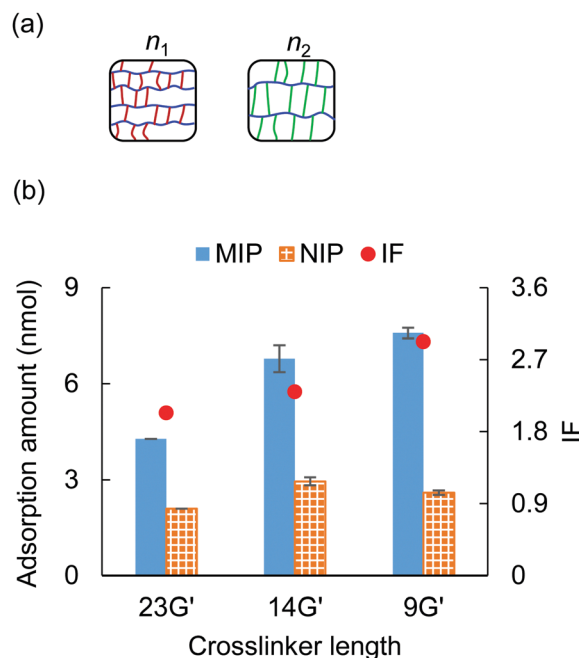 (a)
n1 n2
(b)
MIP NIP IF
Adsorption amount (nmol)
9
6
3
0
3.6
2.7
1.8
0.9
0
IF
23G' 14G' 9G'
Crosslinker length